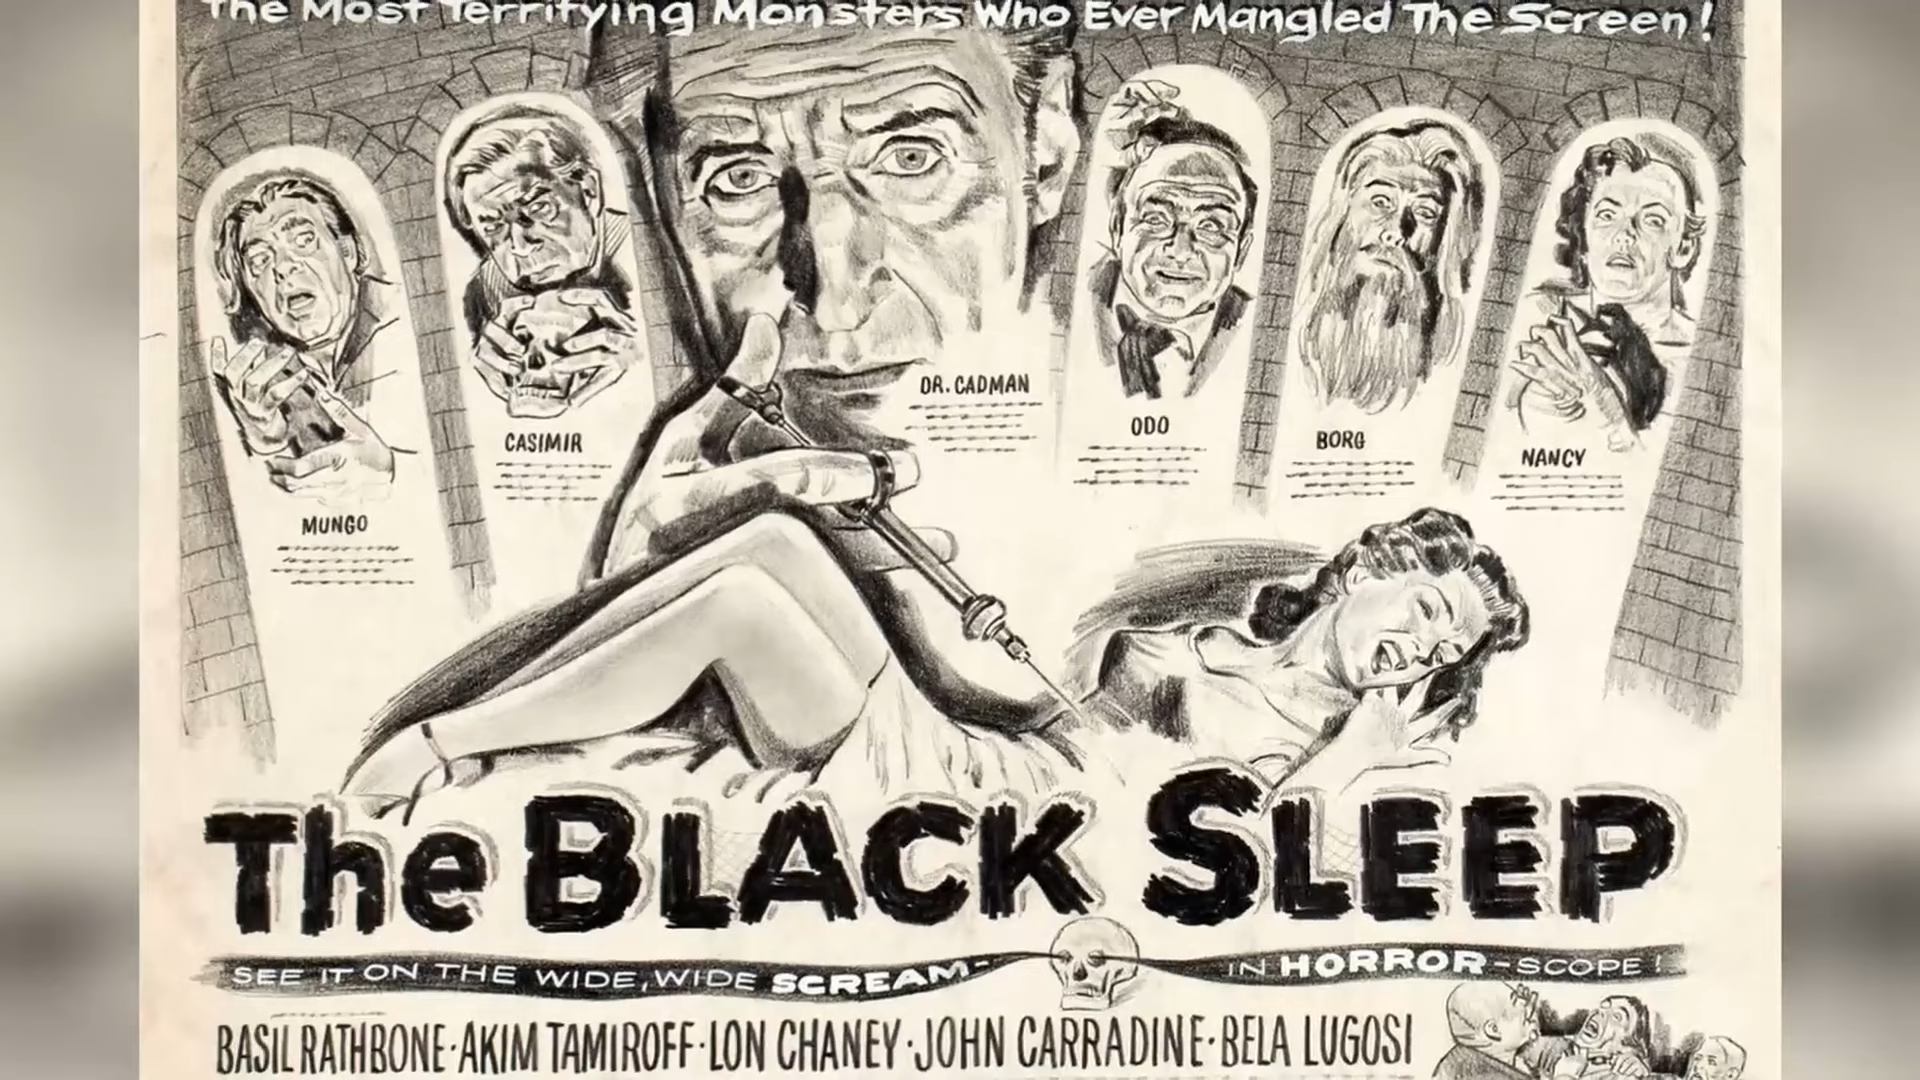 The Most Terrifying Monsters Who Ever Mangled The Screen!
DR. CADMAN
ODO
CASIMIR
BORG
NANCY
MUNGO
The BLACK SLEEP
SEE IT ON THE WIDE, WIDE SCREAM-- IN HORROR-SCOPE!
BASIL RATHBONE · AKIM TAMIROFF · LON CHANEY · JOHN CARRADINE · BELA LUGOSI